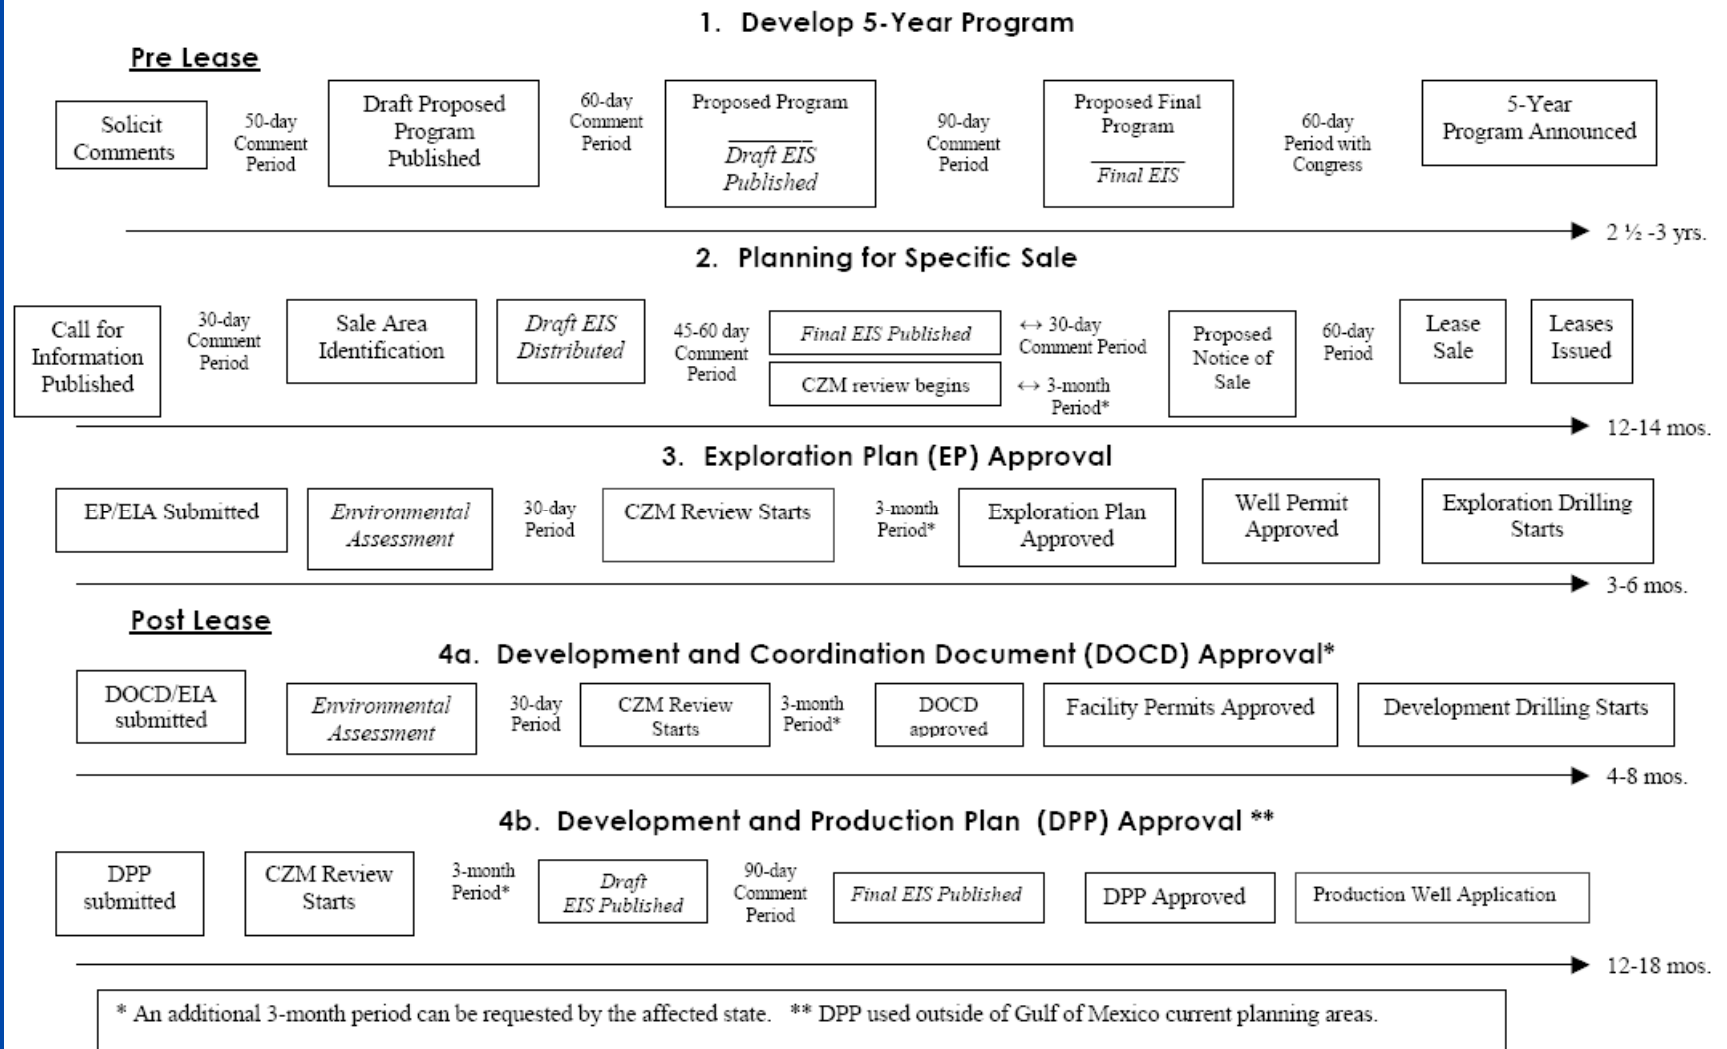 1. Develop 5-Year Program
Pre Lease
Solicit
Comments
50-day
Comment
Period
Draft Proposed
Program
Published
60-day
Comment
Period
Proposed Program
Draft EIS
Published
90-day
Comment
Period
Proposed Final
Program
Final EIS
60-day
Period with
Congress
5-Year
Program Announced
2 ½ -3 yrs.
2. Planning for Specific Sale
Call for
Information
Published
30-day
Comment
Period
Sale Area
Identification
Draft EIS
Distributed
45-60 day
Comment
Period
Final EIS Published
↔ 30-day
Comment Period
CZM review begins
↔ 3-month
Period*
Proposed
Notice of
Sale
60-day
Period
Lease
Sale
Leases
Issued
12-14 mos.
3. Exploration Plan (EP) Approval
EP/EIA Submitted
Environmental
Assessment
30-day
Period
CZM Review Starts
3-month
Period*
Exploration Plan
Approved
Well Permit
Approved
Exploration Drilling
Starts
3-6 mos.
Post Lease
4a. Development and Coordination Document (DOCD) Approval*
DOCD/EIA
submitted
Environmental
Assessment
30-day
Period
CZM Review
Starts
3-month
Period*
DOCD
approved
Facility Permits Approved
Development Drilling Starts
4-8 mos.
4b. Development and Production Plan (DPP) Approval **
DPP
submitted
CZM Review
Starts
3-month
Period*
Draft
EIS Published
90-day
Comment
Period
Final EIS Published
DPP Approved
Production Well Application
12-18 mos.
* An additional 3-month period can be requested by the affected state. ** DPP used outside of Gulf of Mexico current planning areas.